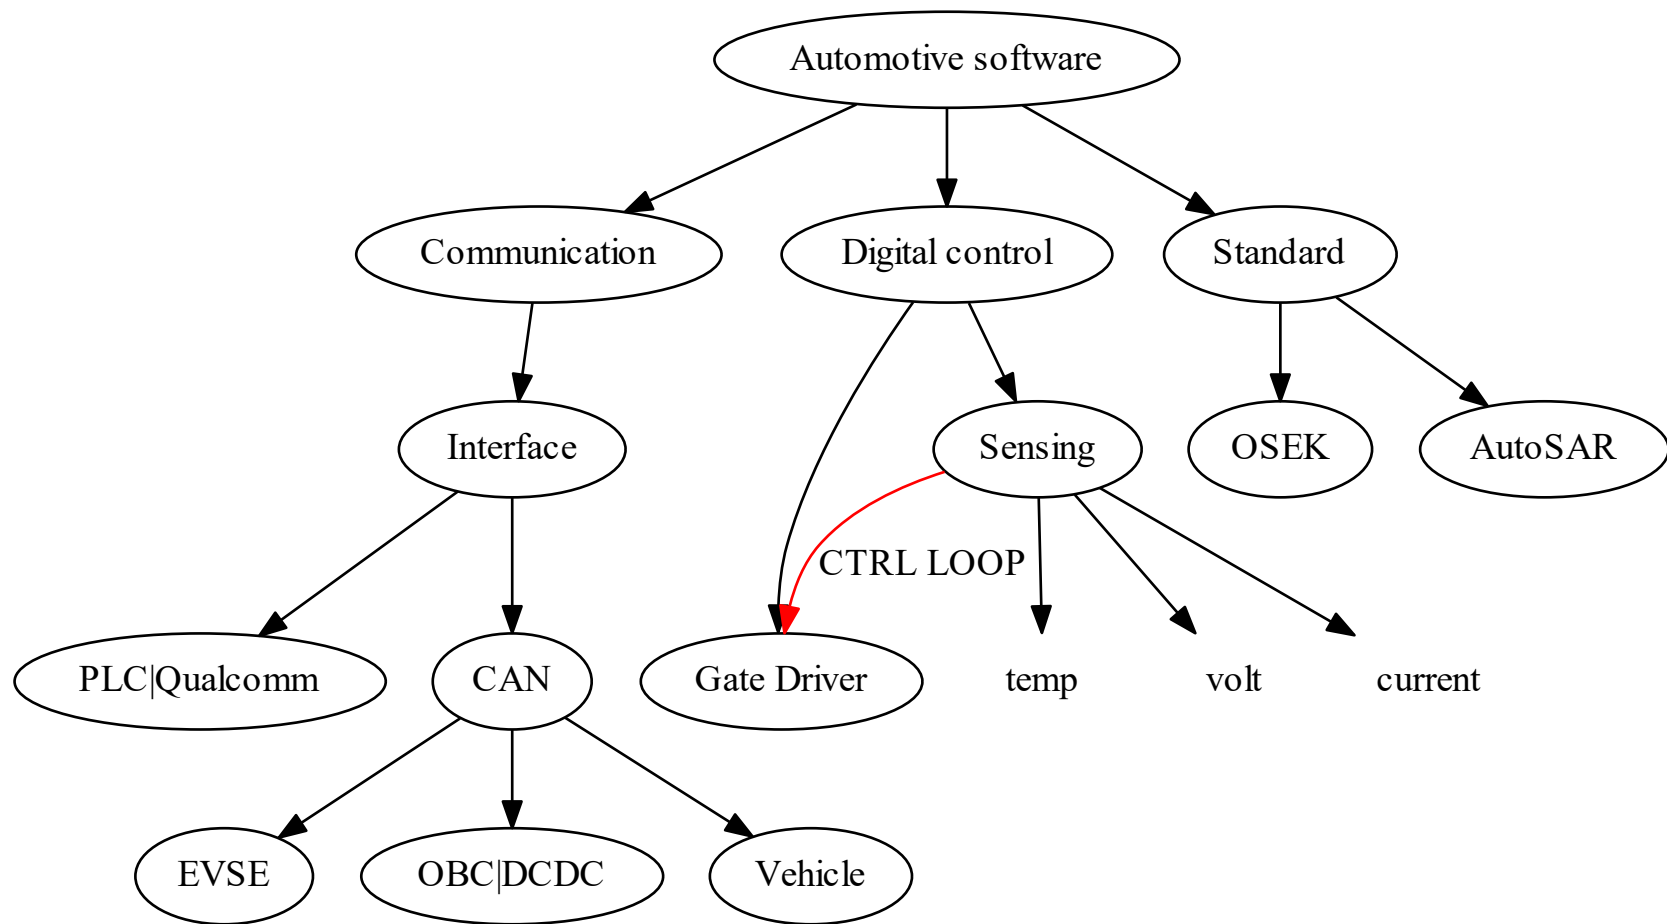 Automotive software
Communication
Digital control
Standard
Interface
Sensing
OSEK
AutoSAR
CTRL LOOP
PLC|Qualcomm
CAN
Gate Driver
temp
volt
current
EVSE
OBC|DCDC
Vehicle